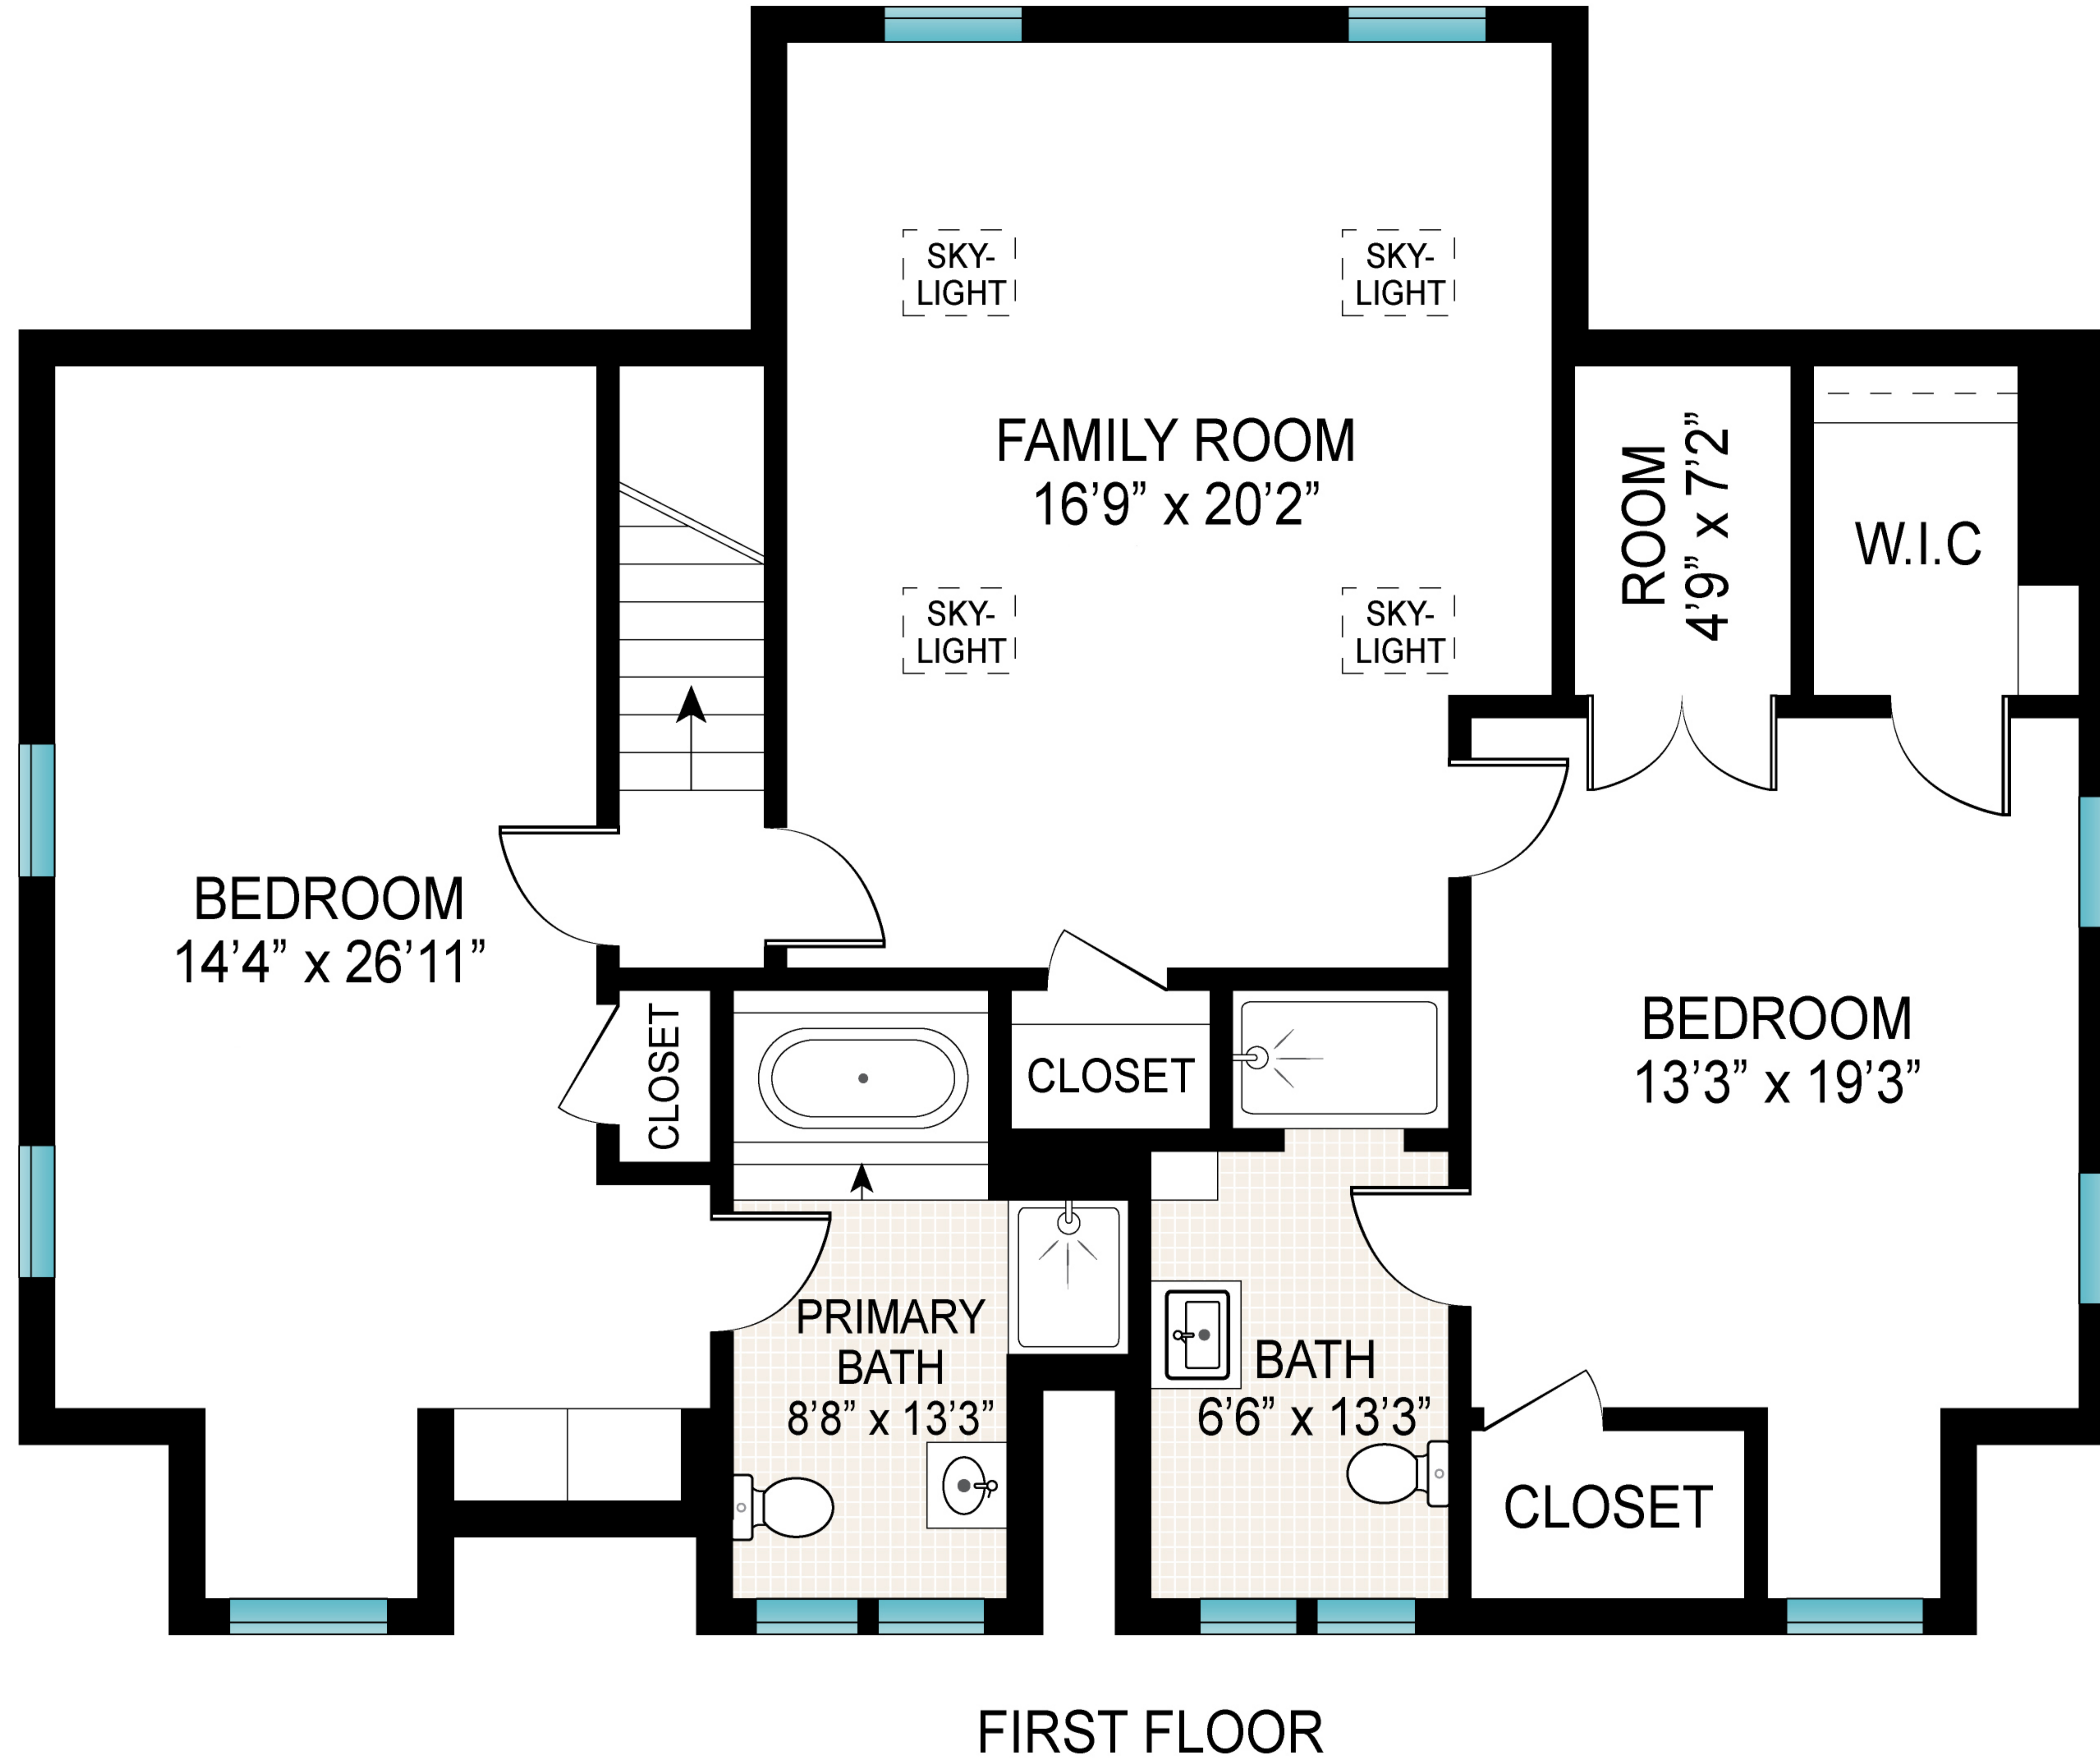 SKY-
LIGHT
SKY-
LIGHT
FAMILY ROOM
16’9” x 20’2”
SKY-
LIGHT
SKY-
LIGHT
ROOM
4’9” x 7’2”
W.I.C
BEDROOM
14’4” x 26’11”
CLOSET
CLOSET
BEDROOM
13’3” x 19’3”
PRIMARY
BATH
8’8” x 13’3”
BATH
6’6” x 13’3”
CLOSET
FIRST FLOOR